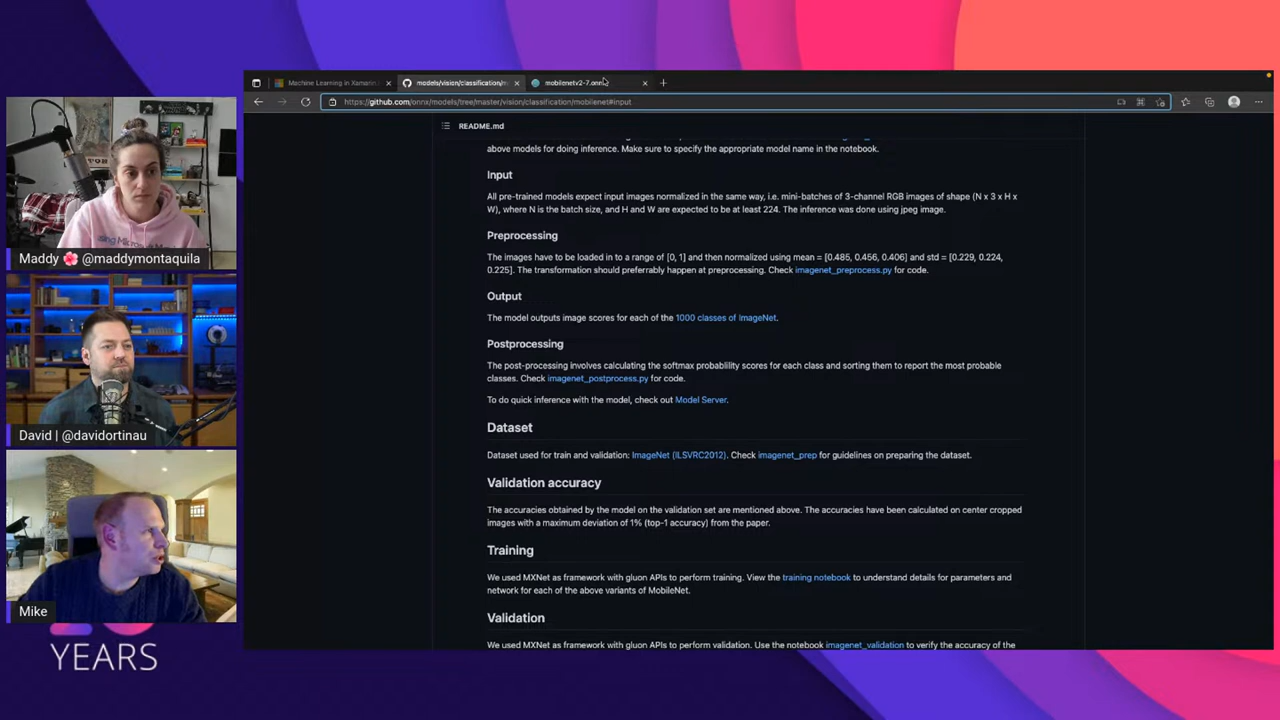 Machine Learning in Xamarin
models/vision/classification/m
mobilenetv2-7.onnx
https://github.com/onnx/models/tree/master/vision/classification/mobilenet#input
README.md
above models for doing inference. Make sure to specify the appropriate model name in the notebook.
Input
All pre-trained models expect input images normalized in the same way, i.e. mini-batches of 3-channel RGB images of shape (N x 3 x H x
W), where N is the batch size, and H and W are expected to be at least 224. The inference was done using jpeg image.
Preprocessing
The images have to be loaded in to a range of [0, 1] and then normalized using mean = [0.485, 0.456, 0.406] and std = [0.229, 0.224,
0.225]. The transformation should preferrably happen at preprocessing. Check imagenet_preprocess.py for code.
Output
The model outputs image scores for each of the 1000 classes of ImageNet.
Postprocessing
The post-processing involves calculating the softmax probablility scores for each class and sorting them to report the most probable
classes. Check imagenet_postprocess.py for code.
To do quick inference with the model, check out Model Server.
Dataset
Dataset used for train and validation: ImageNet (ILSVRC2012). Check imagenet_prep for guidelines on preparing the dataset.
Validation accuracy
The accuracies obtained by the model on the validation set are mentioned above. The accuracies have been calculated on center cropped
images with a maximum deviation of 1% (top-1 accuracy) from the paper.
Training
We used MXNet as framework with gluon APIs to perform training. View the training notebook to understand details for parameters and
network for each of the above variants of MobileNet.
Validation
We used MXNet as framework with gluon APIs to perform validation. Use the notebook imagenet_validation to verify the accuracy of the
Maddy 🌸 @maddymontaquila
David | @davidortinau
Mike
YEARS